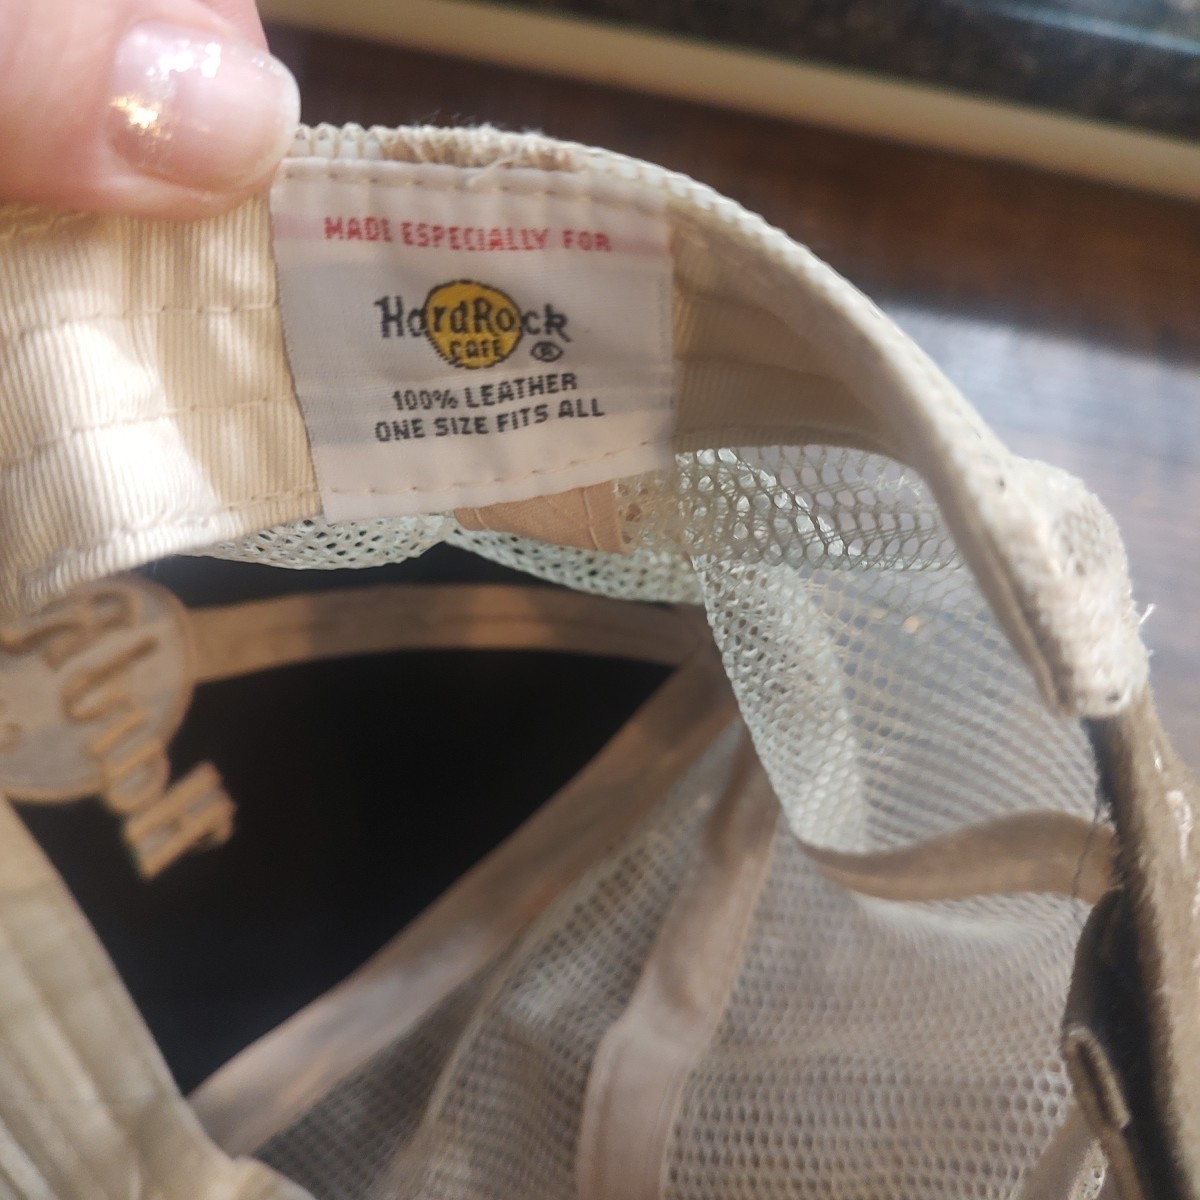 MADE ESPECIALLY FOR
HardRock
CAFE ®
100% LEATHER
ONE SIZE FITS ALL